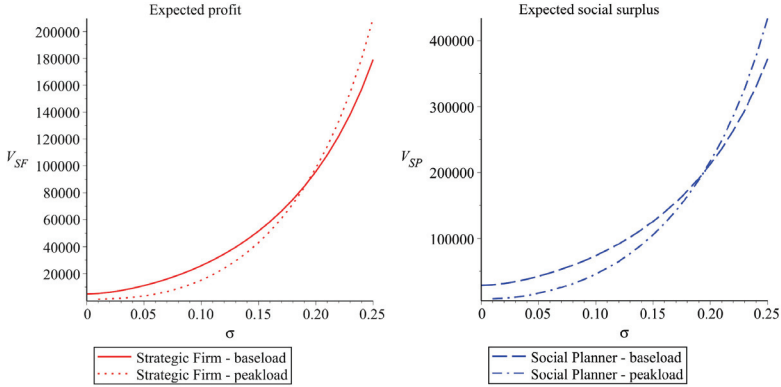 Expected profit
200000
180000
160000
140000
120000
V_SF
100000
80000
60000
40000
20000
0 0.05 0.10 0.15 0.20 0.25
σ
Strategic Firm - baseload
Strategic Firm - peakload
Expected social surplus
400000
300000
V_SP
200000
100000
0 0.05 0.10 0.15 0.20 0.25
σ
Social Planner - baseload
Social Planner - peakload